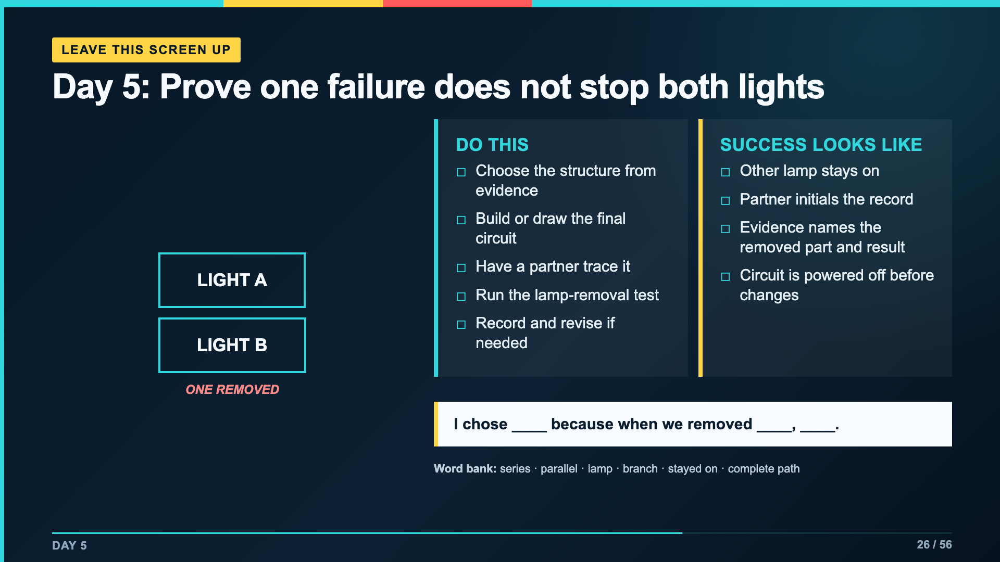 LEAVE THIS SCREEN UP
Day 5: Prove one failure does not stop both lights
LIGHT A
LIGHT B
ONE REMOVED
DO THIS
Choose the structure from
evidence
Build or draw the final
circuit
Have a partner trace it
Run the lamp-removal test
Record and revise if
needed
SUCCESS LOOKS LIKE
Other lamp stays on
Partner initials the record
Evidence names the
removed part and result
Circuit is powered off before
changes
I chose ____ because when we removed ____, ____.
Word bank: series · parallel · lamp · branch · stayed on · complete path
DAY 5
26 / 56